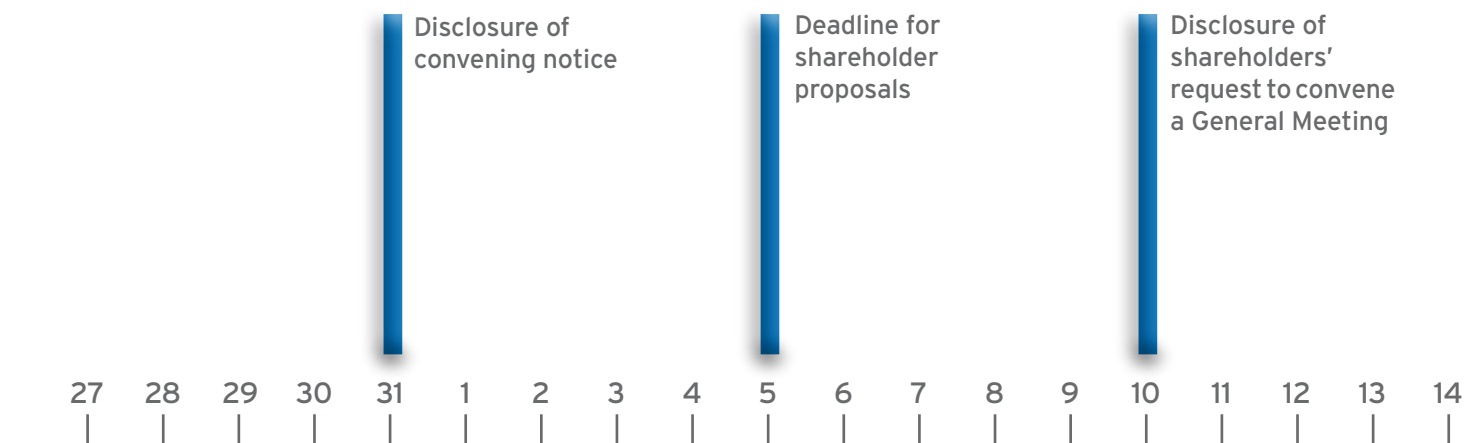 Disclosure of
convening notice
Deadline for
shareholder
proposals
Disclosure of
shareholders’
request to convene
a General Meeting
27 28 29 30 31 1 2 3 4 5 6 7 8 9 10 11 12 13 14